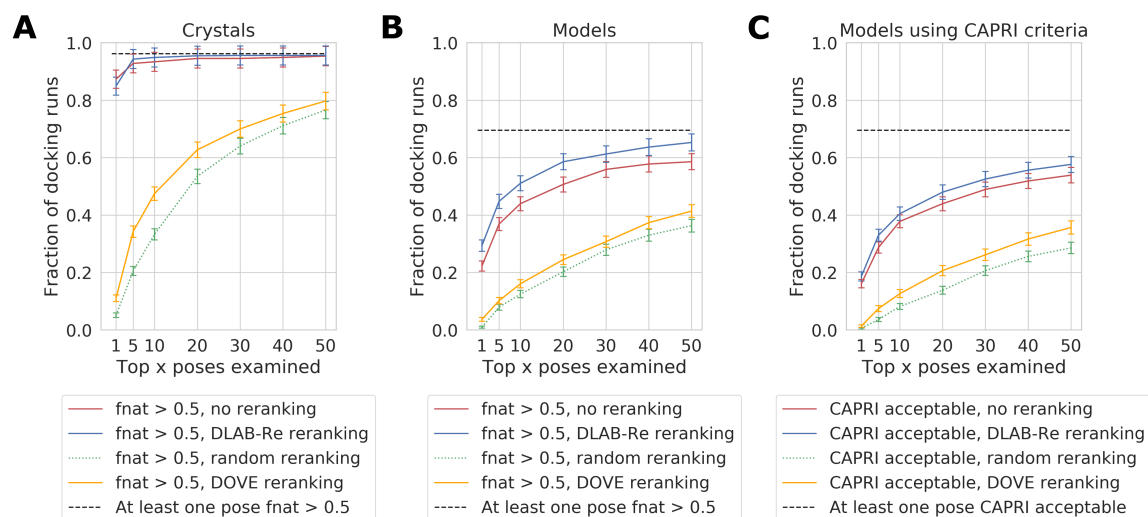 A
Crystals
1.0
0.8
0.6
0.4
0.2
0.0
Fraction of docking runs
1 5 10 20 30 40 50
Top x poses examined
fnat > 0.5, no reranking
fnat > 0.5, DLAB-Re reranking
fnat > 0.5, random reranking
fnat > 0.5, DOVE reranking
At least one pose fnat > 0.5
B
Models
1.0
0.8
0.6
0.4
0.2
0.0
Fraction of docking runs
1 5 10 20 30 40 50
Top x poses examined
fnat > 0.5, no reranking
fnat > 0.5, DLAB-Re reranking
fnat > 0.5, random reranking
fnat > 0.5, DOVE reranking
At least one pose fnat > 0.5
C
Models using CAPRI criteria
1.0
0.8
0.6
0.4
0.2
0.0
Fraction of docking runs
1 5 10 20 30 40 50
Top x poses examined
CAPRI acceptable, no reranking
CAPRI acceptable, DLAB-Re reranking
CAPRI acceptable, random reranking
CAPRI acceptable, DOVE reranking
At least one pose CAPRI acceptable